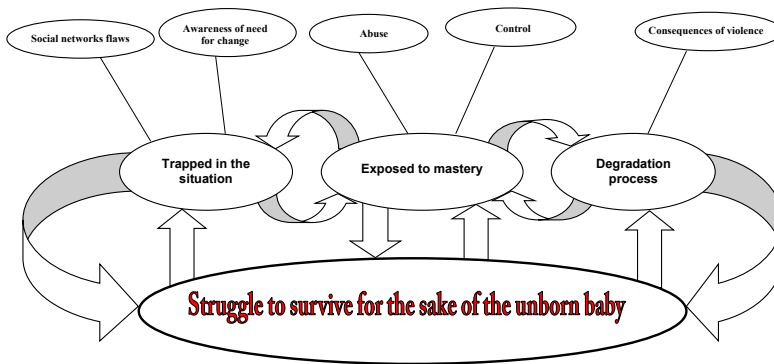 Social networks flaws
Awareness of need
for change
Abuse
Control
Consequences of violence
Trapped in the
situation
Exposed to mastery
Degradation
process
Struggle to survive for the sake of the unborn baby